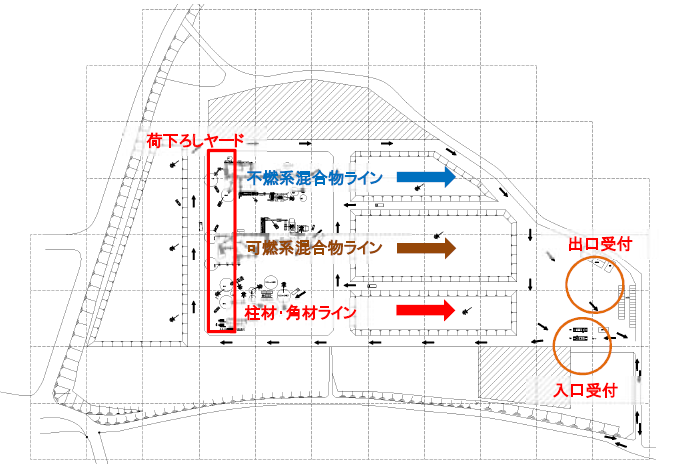 荷下ろしヤード
不燃系混合物ライン
可燃系混合物ライン
出口受付
柱材・角材ライン
入口受付